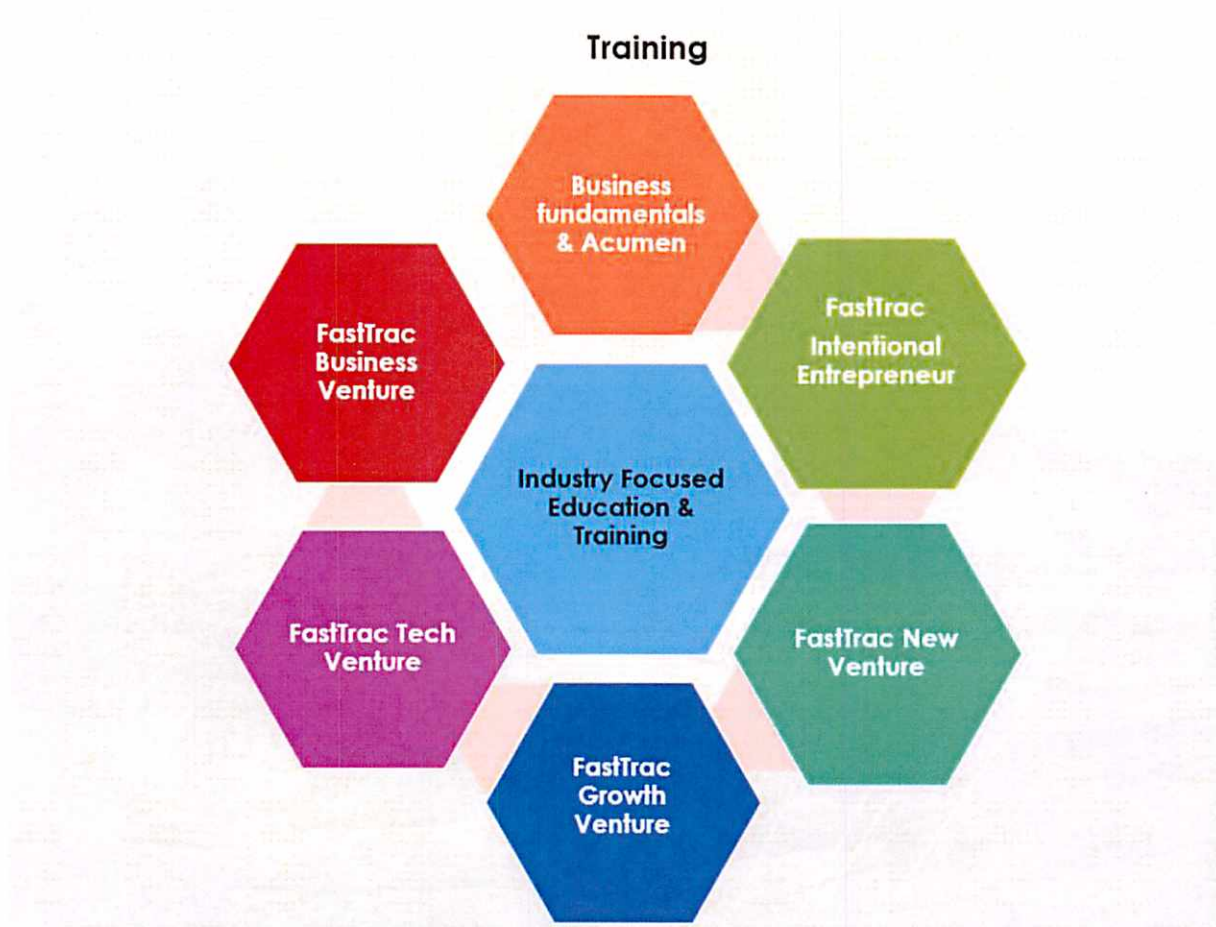 Training
Business
fundamentals
& Acumen
FastTrac
Intentional
Entrepreneur
FastTrac
Business
Venture
Industry Focused
Education &
Training
FastTrac Tech
Venture
FastTrac New
Venture
FastTrac
Growth
Venture